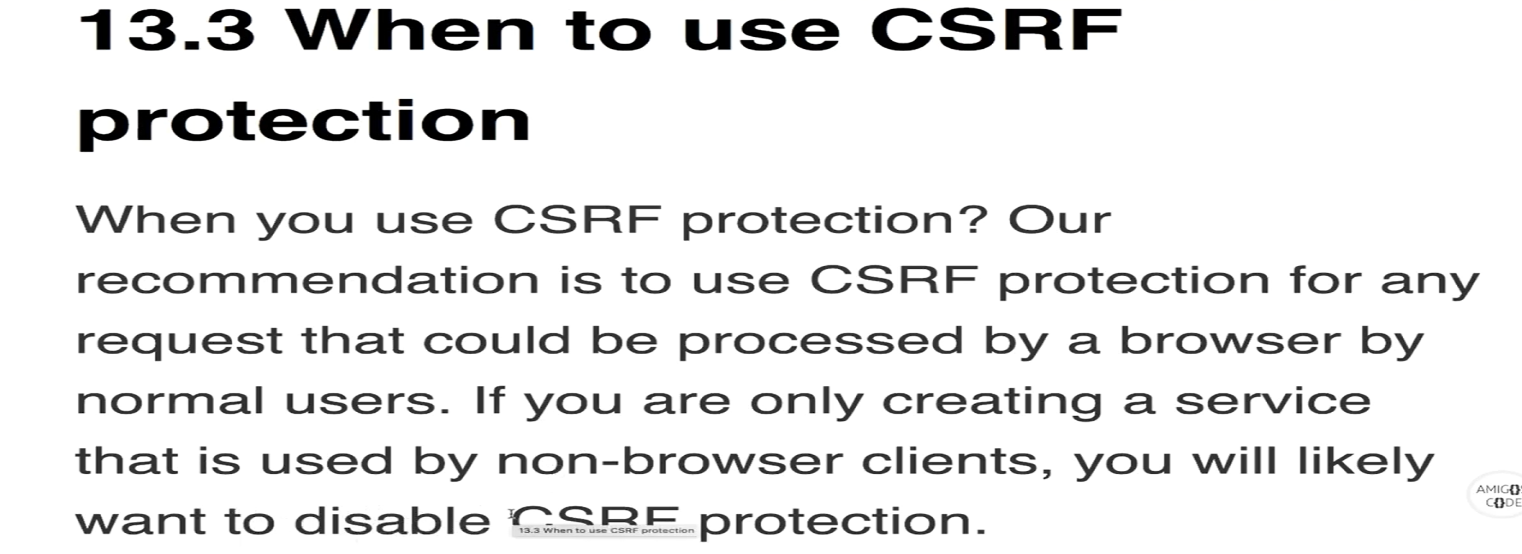 13.3 When to use CSRF
protection
When you use CSRF protection? Our
recommendation is to use CSRF protection for any
request that could be processed by a browser by
normal users. If you are only creating a service
that is used by non-browser clients, you will likely
want to disable CSRF protection.
13.3 When to use CSRF protection
AMIGOS
CODE